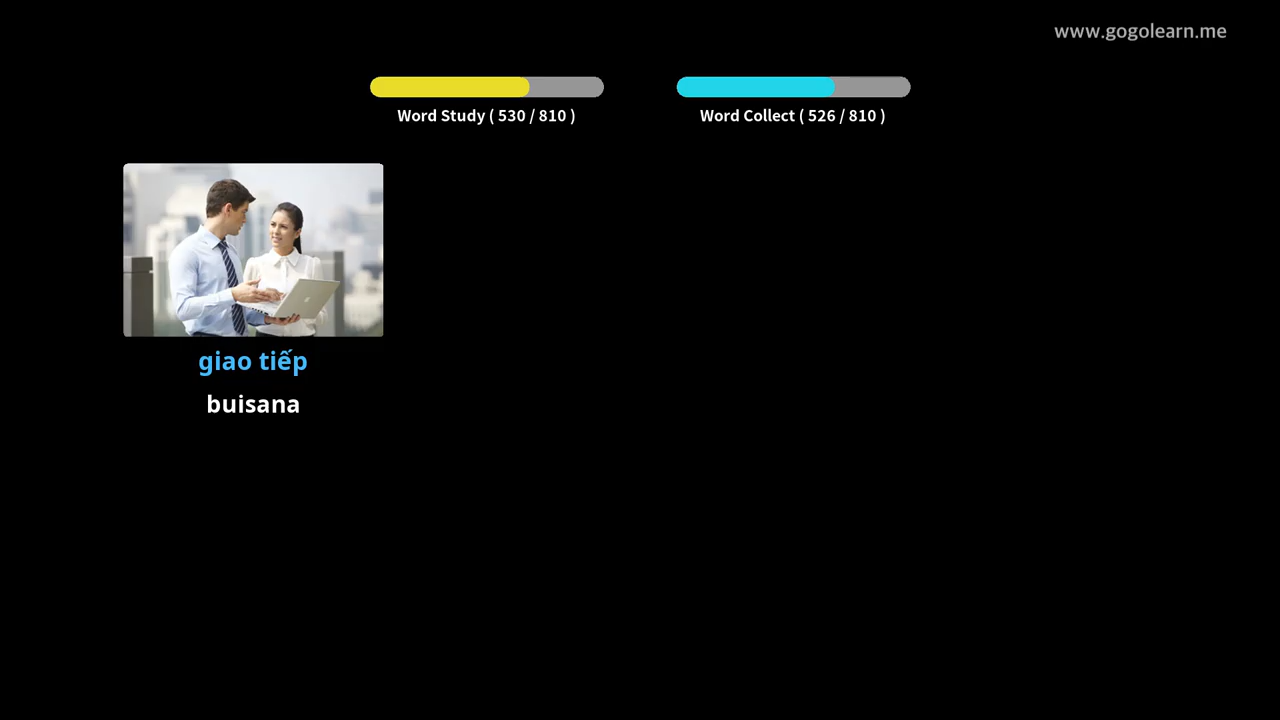 www.gogolearn.me
Word Study ( 530 / 810 )
Word Collect ( 526 / 810 )
giao tiếp
buisana